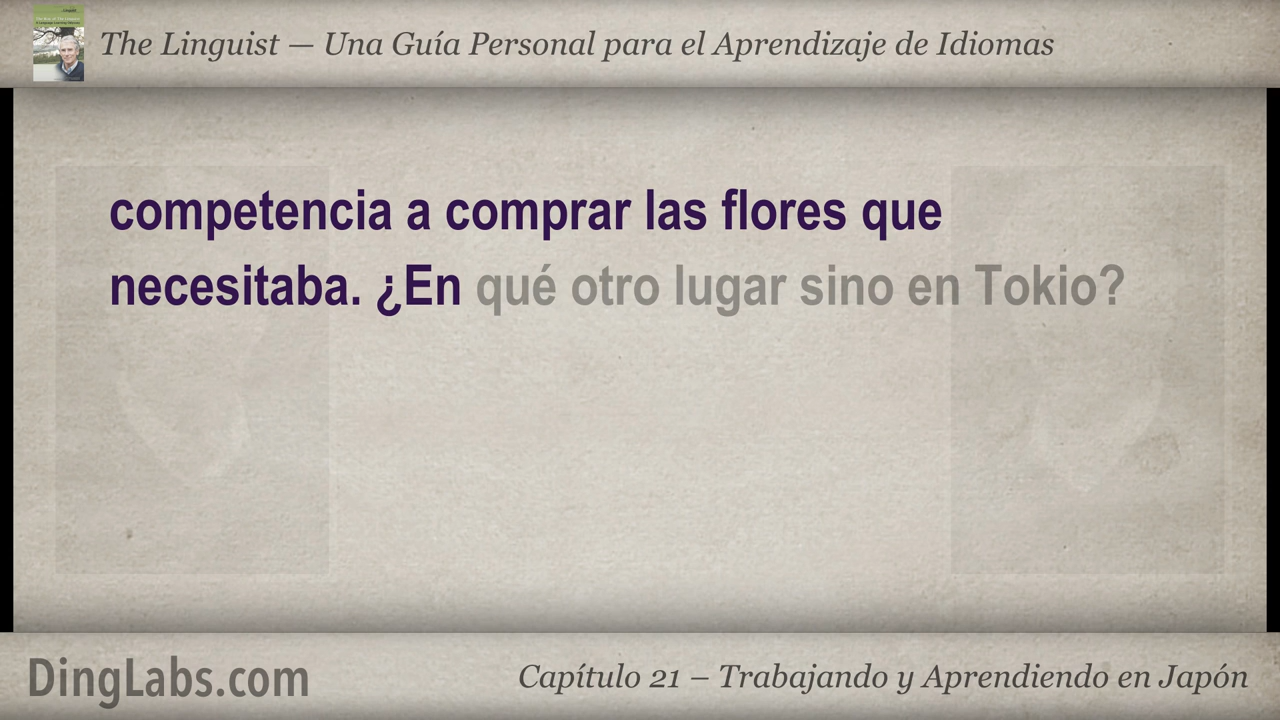 The Linguist — Una Guía Personal para el Aprendizaje de Idiomas
competencia a comprar las flores que
necesitaba. ¿En qué otro lugar sino en Tokio?
DingLabs.com
Capítulo 21 – Trabajando y Aprendiendo en Japón